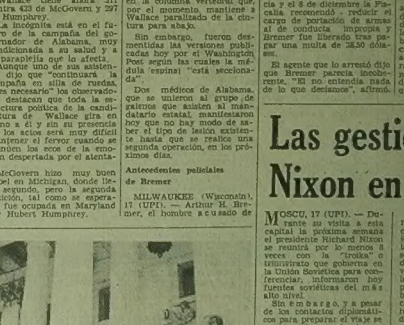 tra 423 de McGovern y 297
Humphrey.
La incógnita está en el futu-
ro de la campaña del go-
rnador de Alabama, muy
ndicionada a su salud y a
paraplejía que lo afecta.
Aunque uno de sus asisten-
dijo que "continuará la
mpaña en silla de ruedas,
es necesario" los observado-
destacan que toda la es-
uctura política de la candi-
tura de Wallace gira en
no a él y sin su presencia
los actos será muy difícil
ntener el fervor cuando se
núen los ecos de la emo-
n despertada por el atenta-
McGovern hizo muy buen
pel en Michigan, donde lle-
segundo, pero la segunda
ición, tal como se espera-
fue ocupada en Maryland
Hubert Humphrey.
en la columna vertebral que,
por el momento, mantiene a
Wallace paralizado de la cin-
tura para abajo.
Sin embargo, fueron des-
mentidas las versiones publi-
cadas hoy por el Washington
Post según las cuales la mé-
dula espinal "está secciona-
da".
Dos médicos de Alabama,
que se unieron al grupo de
galenos que asisten al man-
datario estatal, manifestaron
hoy que no hay modo de sa-
ber el tipo de lesión existen-
te hasta que se realice una
segunda operación, en los pró-
ximos días.
Antecedentes policiales
de Bremer
MILWAUKEE (Wisconsin),
17 (UPI). — Arthur H. Bre-
mer, el hombre acusado de
cia y el 8 de diciembre la Fis-
calía recomendó reducir el
cargo de portación de armas
al de conducta impropia y
Bremer fue liberado tras pa-
gar una multa de 38.50 dóla-
res.
El agente que lo arrestó dijo
que Bremer parecía incohe-
rente, "El no entendía nada
de lo que decíamos", afirmó.
Las gesti
Nixon en
MOSCU, 17 (UPI). — Du-
rante su visita a esta
capital la próxima semana
el presidente Richard Nixon
se reunirá por lo menos 8
veces con la "troika" o
triunvirato que gobierna en
la Unión Soviética para con-
ferenciar, informaron hoy
fuentes soviéticas del más
alto nivel.
Sin embargo, y a pesar
de los contactos diplomáti-
cos para preparar el viaje se